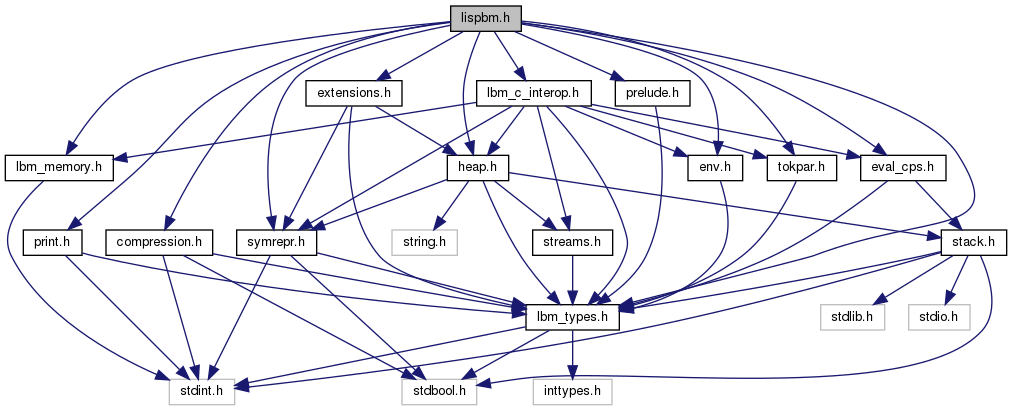 lispbm.h
extensions.h
lbm_c_interop.h
prelude.h
lbm_memory.h
heap.h
env.h
tokpar.h
eval_cps.h
print.h
compression.h
symrepr.h
string.h
streams.h
stack.h
lbm_types.h
stdlib.h
stdio.h
stdint.h
stdbool.h
inttypes.h